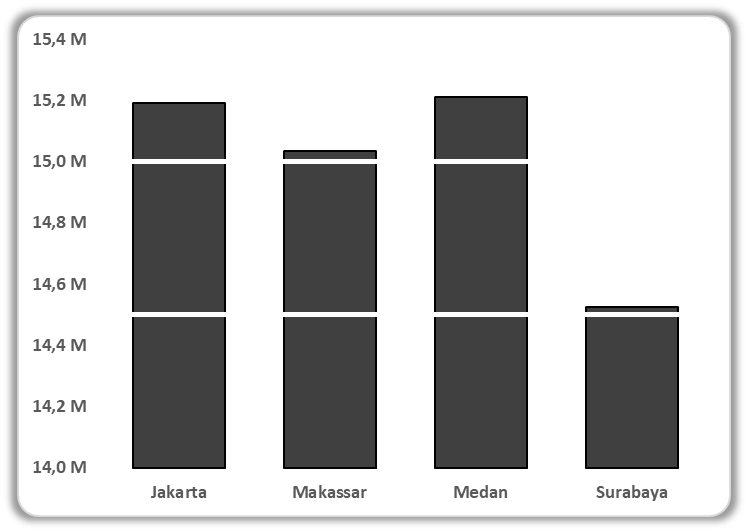 15,4 M
15,2 M
15,0 M
14,8 M
14,6 M
14,4 M
14,2 M
14,0 M
Jakarta Makassar Medan Surabaya